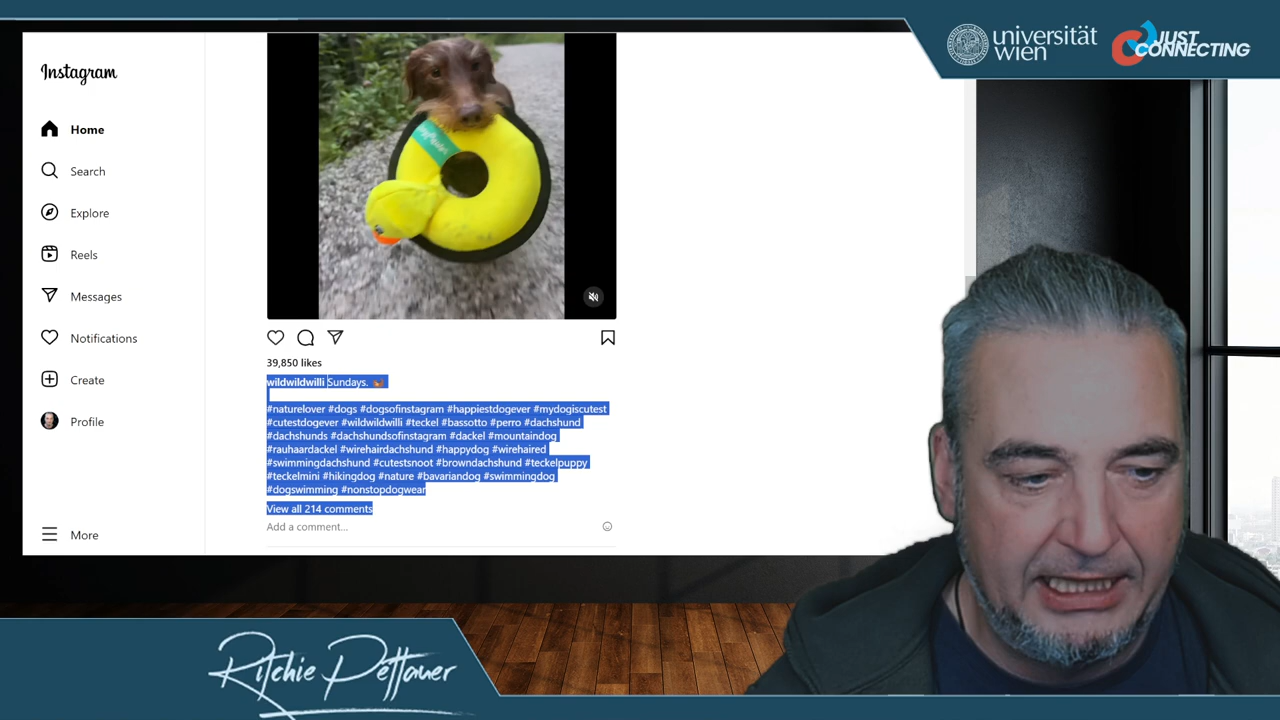 universität
wien
JUST
CONNECTING
Instagram
Home
Search
Explore
Reels
Messages
Notifications
Create
Profile
More
39,850 likes
wildwildwilli Sundays.
#naturelover #dogs #dogsofinstagram #happiestdogever #mydogiscutest
#cutestdogever #wildwildwilli #teckel #bassotto #perro #dachshund
#dachshunds #dachshundsofinstagram #dackel #mountaindog
#rauhaardackel #wirehairdachshund #happydog #wirehaired
#swimmingdachshund #cutestsnoot #browndachshund #teckelpuppy
#teckelmini #hikingdog #nature #bavariandog #swimmingdog
#dogswimming #nonstopdogwear
View all 214 comments
Add a comment...
Ritchie Pettauer